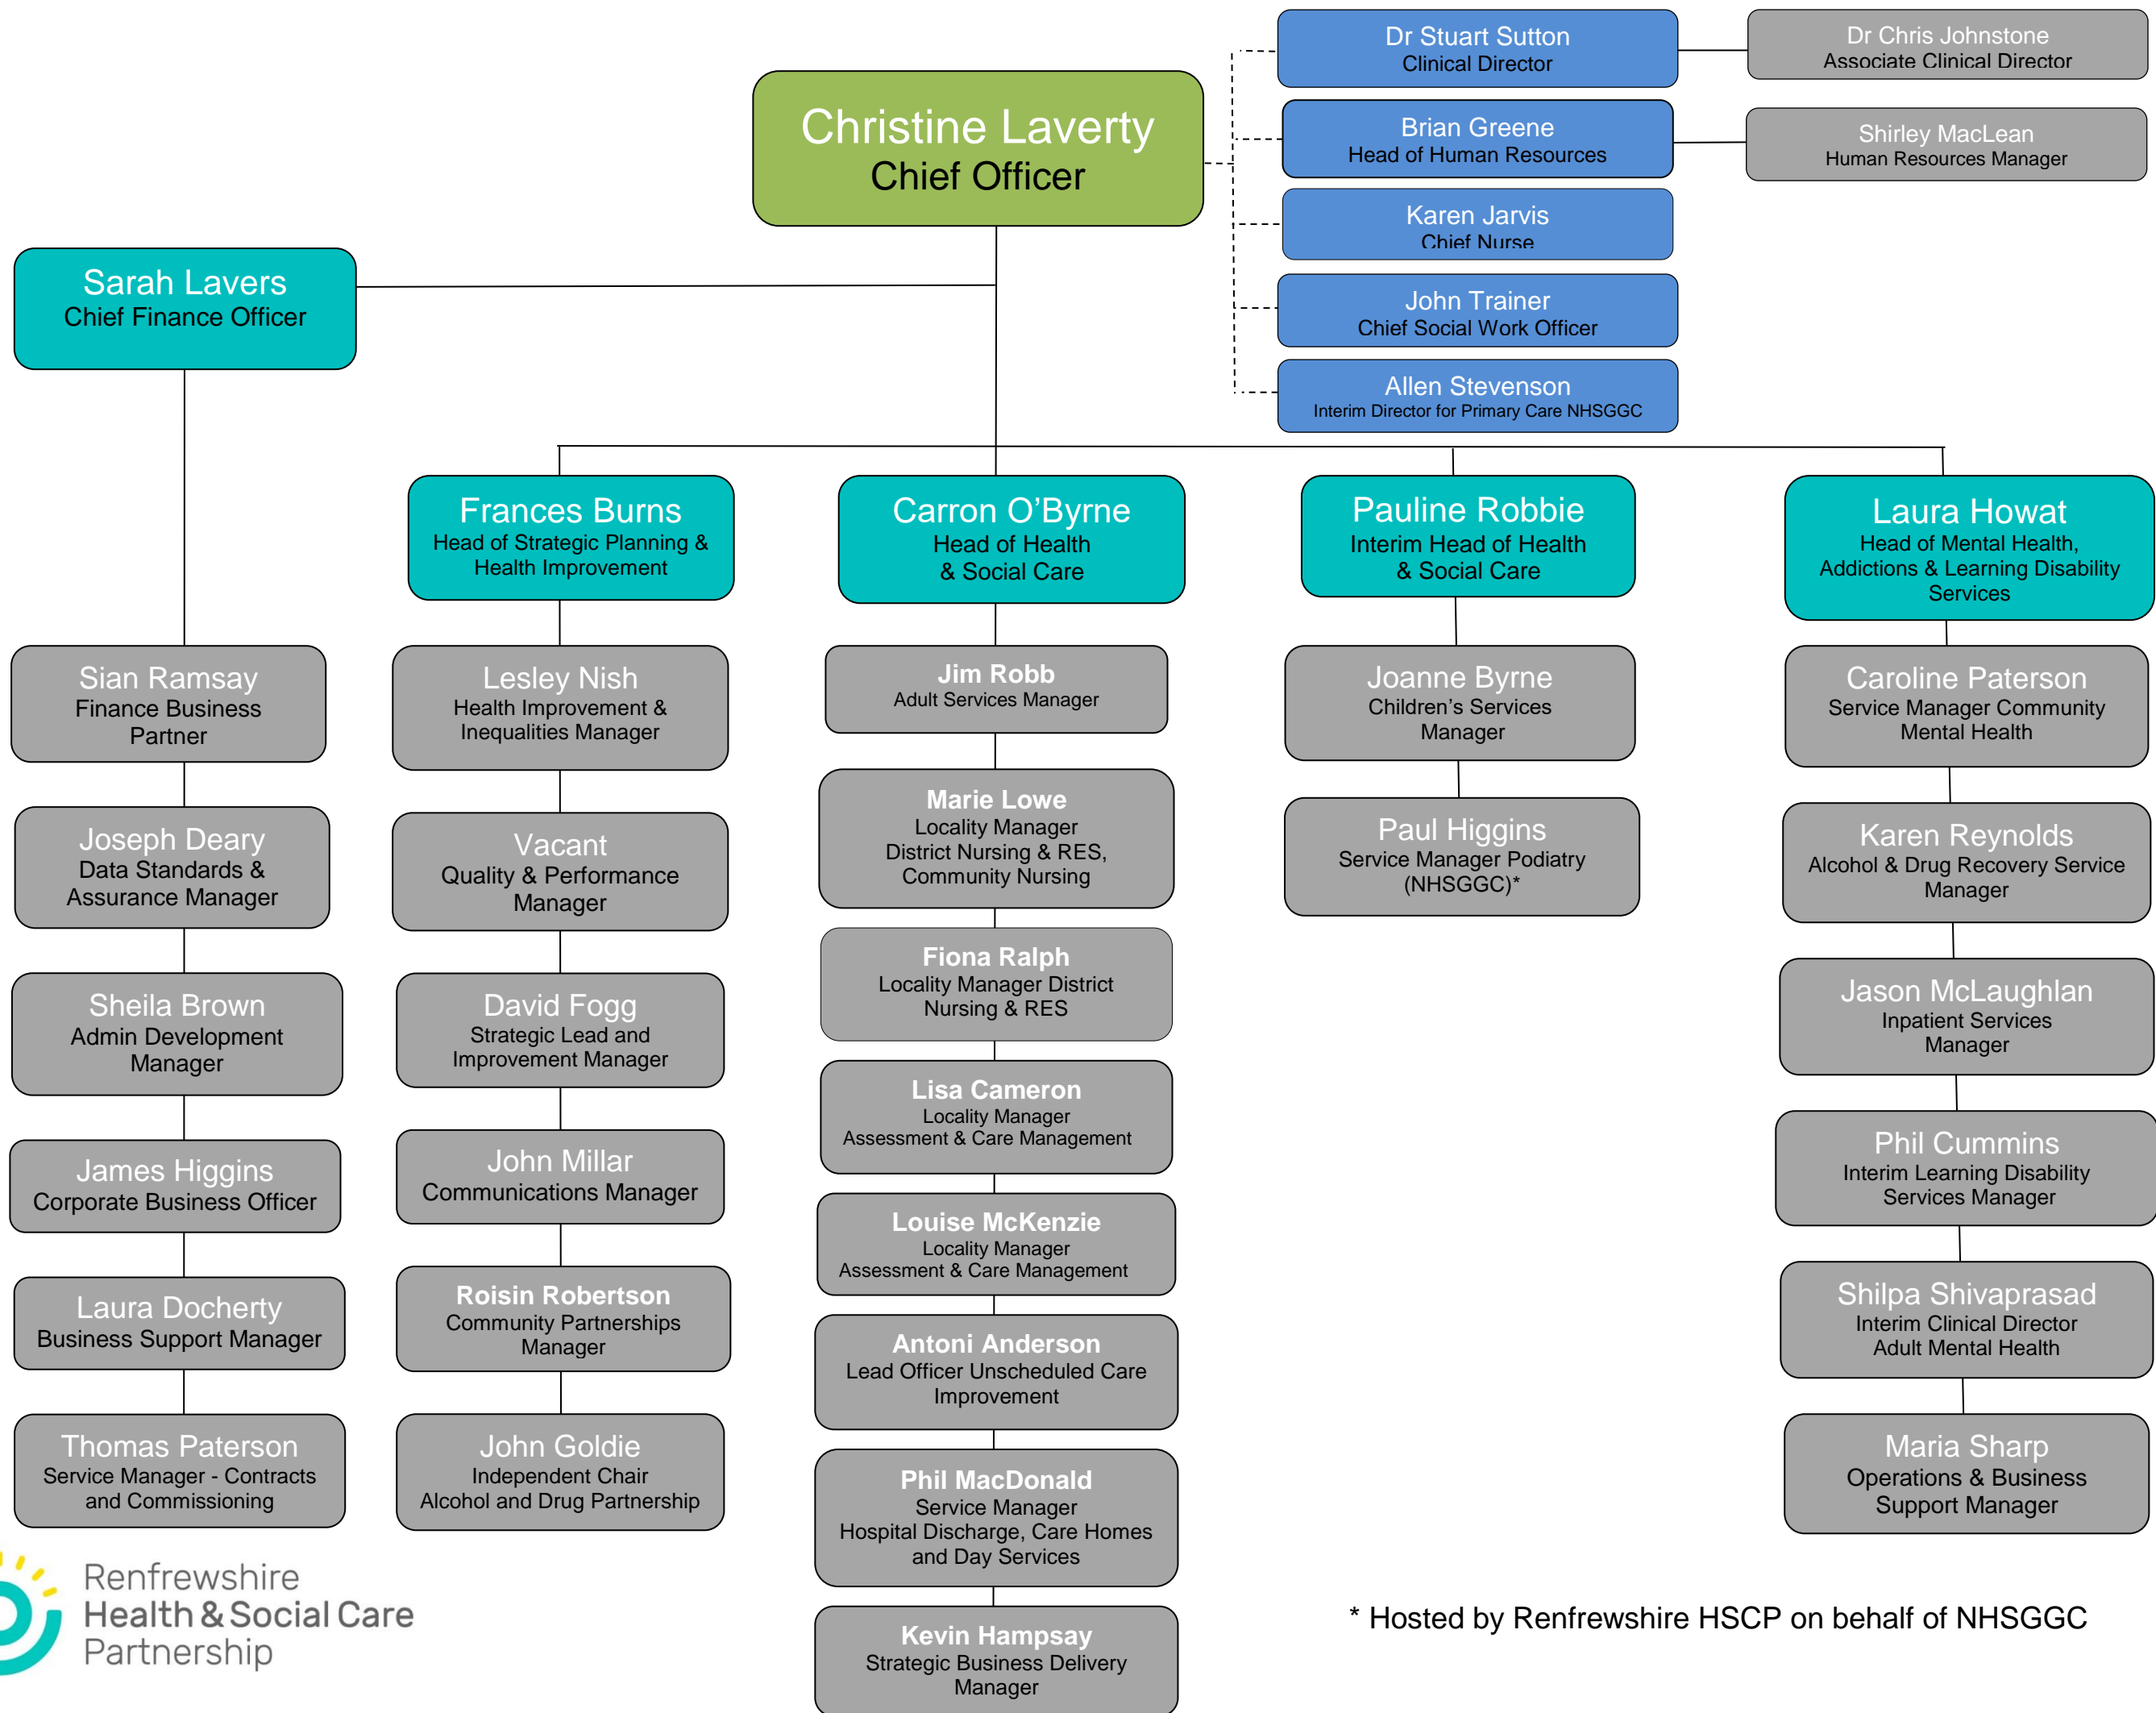 Dr Stuart Sutton
Clinical Director
Dr Chris Johnstone
Associate Clinical Director
Christine Laverty
Chief Officer
Brian Greene
Head of Human Resources
Shirley MacLean
Human Resources Manager
Karen Jarvis
Chief Nurse
John Trainer
Chief Social Work Officer
Allen Stevenson
Interim Director for Primary Care NHSGGC
Sarah Lavers
Chief Finance Officer
Sian Ramsay
Finance Business
Partner
Joseph Deary
Data Standards &
Assurance Manager
Sheila Brown
Admin Development
Manager
James Higgins
Corporate Business Officer
Laura Docherty
Business Support Manager
Thomas Paterson
Service Manager - Contracts
and Commissioning
Frances Burns
Head of Strategic Planning &
Health Improvement
Lesley Nish
Health Improvement &
Inequalities Manager
Vacant
Quality & Performance
Manager
David Fogg
Strategic Lead and
Improvement Manager
John Millar
Communications Manager
Roisin Robertson
Community Partnerships
Manager
John Goldie
Independent Chair
Alcohol and Drug Partnership
Carron O’Byrne
Head of Health
& Social Care
Jim Robb
Adult Services Manager
Marie Lowe
Locality Manager
District Nursing & RES,
Community Nursing
Fiona Ralph
Locality Manager District
Nursing & RES
Lisa Cameron
Locality Manager
Assessment & Care Management
Louise McKenzie
Locality Manager
Assessment & Care Management
Antoni Anderson
Lead Officer Unscheduled Care
Improvement
Phil MacDonald
Service Manager
Hospital Discharge, Care Homes
and Day Services
Kevin Hampsay
Strategic Business Delivery
Manager
Pauline Robbie
Interim Head of Health
& Social Care
Joanne Byrne
Children’s Services
Manager
Paul Higgins
Service Manager Podiatry
(NHSGGC)*
Laura Howat
Head of Mental Health,
Addictions & Learning Disability
Services
Caroline Paterson
Service Manager Community
Mental Health
Karen Reynolds
Alcohol & Drug Recovery Service
Manager
Jason McLaughlan
Inpatient Services
Manager
Phil Cummins
Interim Learning Disability
Services Manager
Shilpa Shivaprasad
Interim Clinical Director
Adult Mental Health
Maria Sharp
Operations & Business
Support Manager
Renfrewshire
Health & Social Care
Partnership
* Hosted by Renfrewshire HSCP on behalf of NHSGGC